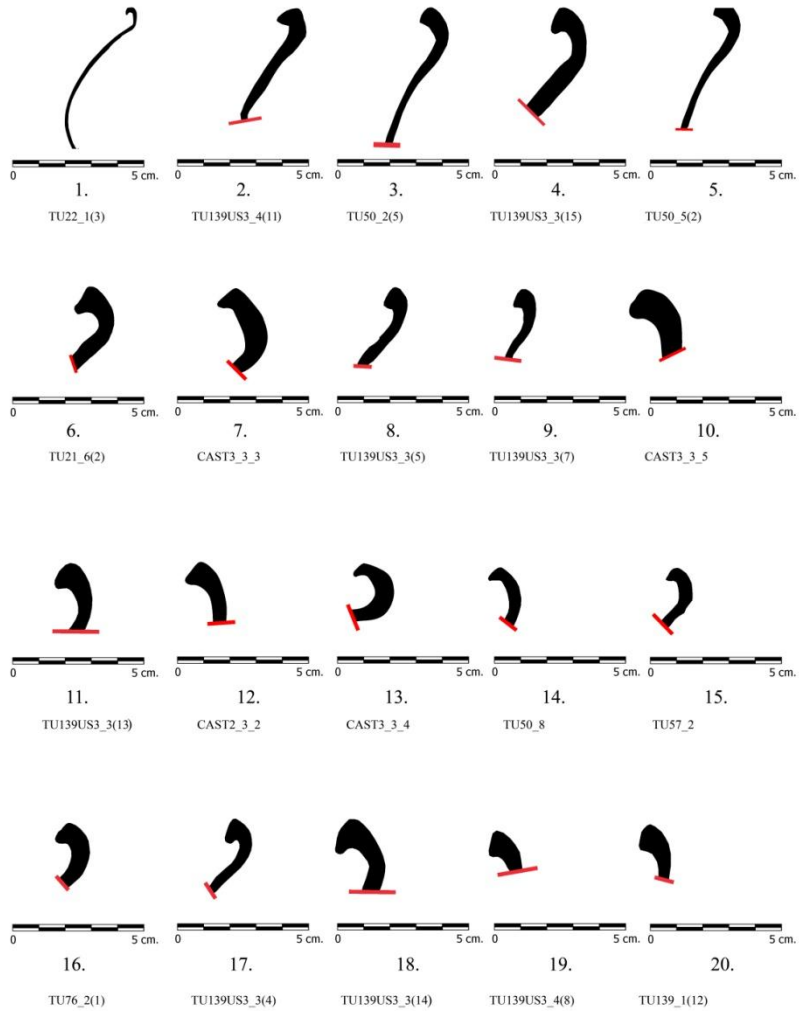 0 5 cm. 0 5 cm. 0 5 cm. 0 5 cm. 0 5 cm.
1. 2. 3. 4. 5.
TU22_1(3) TU139US3_4(11) TU50_2(5) TU139US3_3(15) TU50_5(2)
0 5 cm. 0 5 cm. 0 5 cm. 0 5 cm. 0 5 cm.
6. 7. 8. 9. 10.
TU21_6(2) CAST3_3_3 TU139US3_3(5) TU139US3_3(7) CAST3_3_5
0 5 cm. 0 5 cm. 0 5 cm. 0 5 cm. 0 5 cm.
11. 12. 13. 14. 15.
TU139US3_3(13) CAST2_3_2 CAST3_3_4 TU50_8 TU57_2
0 5 cm. 0 5 cm. 0 5 cm. 0 5 cm. 0 5 cm.
16. 17. 18. 19. 20.
TU76_2(1) TU139US3_3(4) TU139US3_3(14) TU139US3_4(8) TU139_1(12)